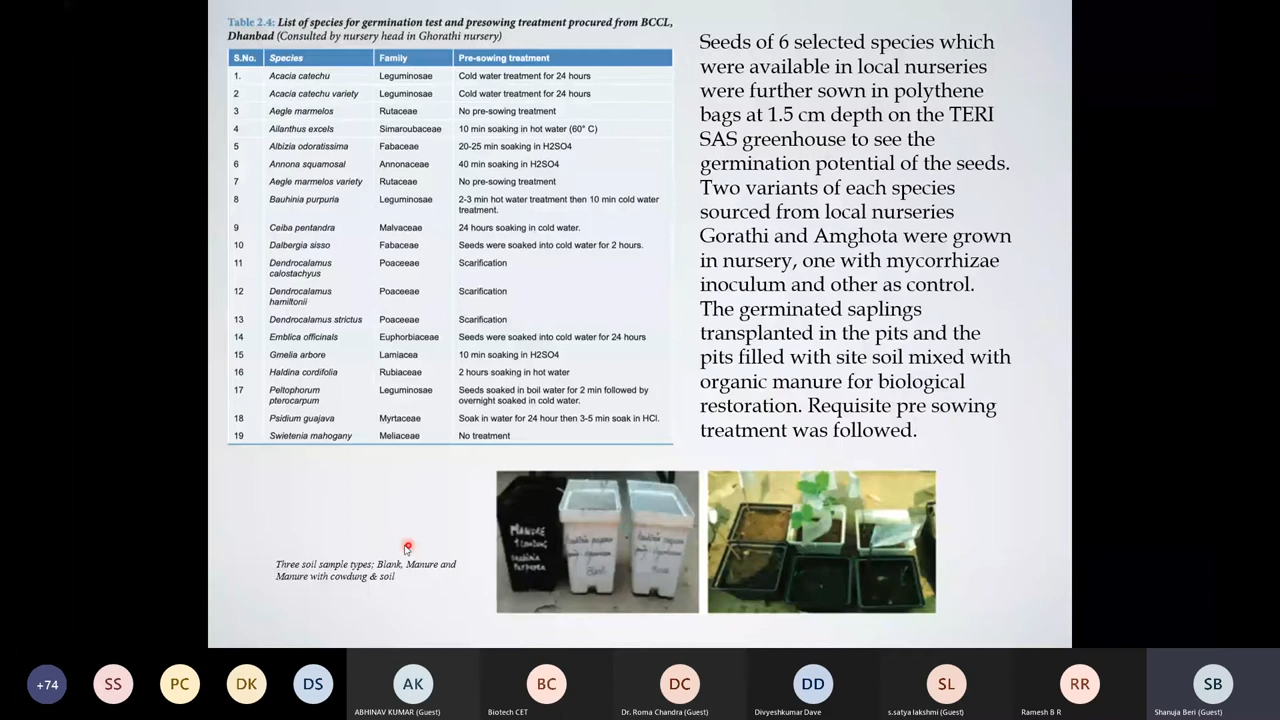 Table 2.4: List of species for germination test and presowing treatment procured from BCCL,
Dhanbad (Consulted by nursery head in Ghorathi nursery)
S.No. Species Family Pre-sowing treatment
1. Acacia catechu Leguminosae Cold water treatment for 24 hours
2 Acacia catechu variety Leguminosae Cold water treatment for 24 hours
3 Aegle marmelos Rutaceae No pre-sowing treatment
4 Ailanthus excels Simaroubaceae 10 min soaking in hot water (60° C)
5 Albizia odoratissima Fabaceae 20-25 min soaking in H2SO4
6 Annona squamosal Annonaceae 40 min soaking in H2SO4
7 Aegle marmelos variety Rutaceae No pre-sowing treatment
8 Bauhinia purpuria Leguminosae 2-3 min hot water treatment then 10 min cold water
treatment.
9 Ceiba pentandra Malvaceae 24 hours soaking in cold water.
10 Dalbergia sisso Fabaceae Seeds were soaked into cold water for 2 hours.
11 Dendrocalamus Poaceeae Scarification
calostachyus
12 Dendrocalamus Poaceeae Scarification
hamiltonii
13 Dendrocalamus strictus Poaceeae Scarification
14 Emblica officinals Euphorbiaceae Seeds were soaked into cold water for 24 hours
15 Gmelia arbore Lamiacea 10 min soaking in H2SO4
16 Haldina cordifolia Rubiaceae 2 hours soaking in hot water
17 Peltophorum Leguminosae Seeds soaked in boil water for 2 min followed by
pterocarpum overnight soaked in cold water.
18 Psidium guajava Myrtaceae Soak in water for 24 hour then 3-5 min soak in HCl.
19 Swietenia mahogany Meliaceae No treatment
Seeds of 6 selected species which
were available in local nurseries
were further sown in polythene
bags at 1.5 cm depth on the TERI
SAS greenhouse to see the
germination potential of the seeds.
Two variants of each species
sourced from local nurseries
Gorathi and Amghota were grown
in nursery, one with mycorrhizae
inoculum and other as control.
The germinated saplings
transplanted in the pits and the
pits filled with site soil mixed with
organic manure for biological
restoration. Requisite pre sowing
treatment was followed.
Three soil sample types; Blank, Manure and
Manure with cowdung & soil
MANURE
Blank
+74 SS PC DK DS AK BC DC DD SL RR SB
ABHINAV KUMAR (Guest) Biotech CET Dr. Roma Chandra (Guest) Divyeshkumar Dave s.satya lakshmi (Guest) Ramesh B R Shanuja Beri (Guest)